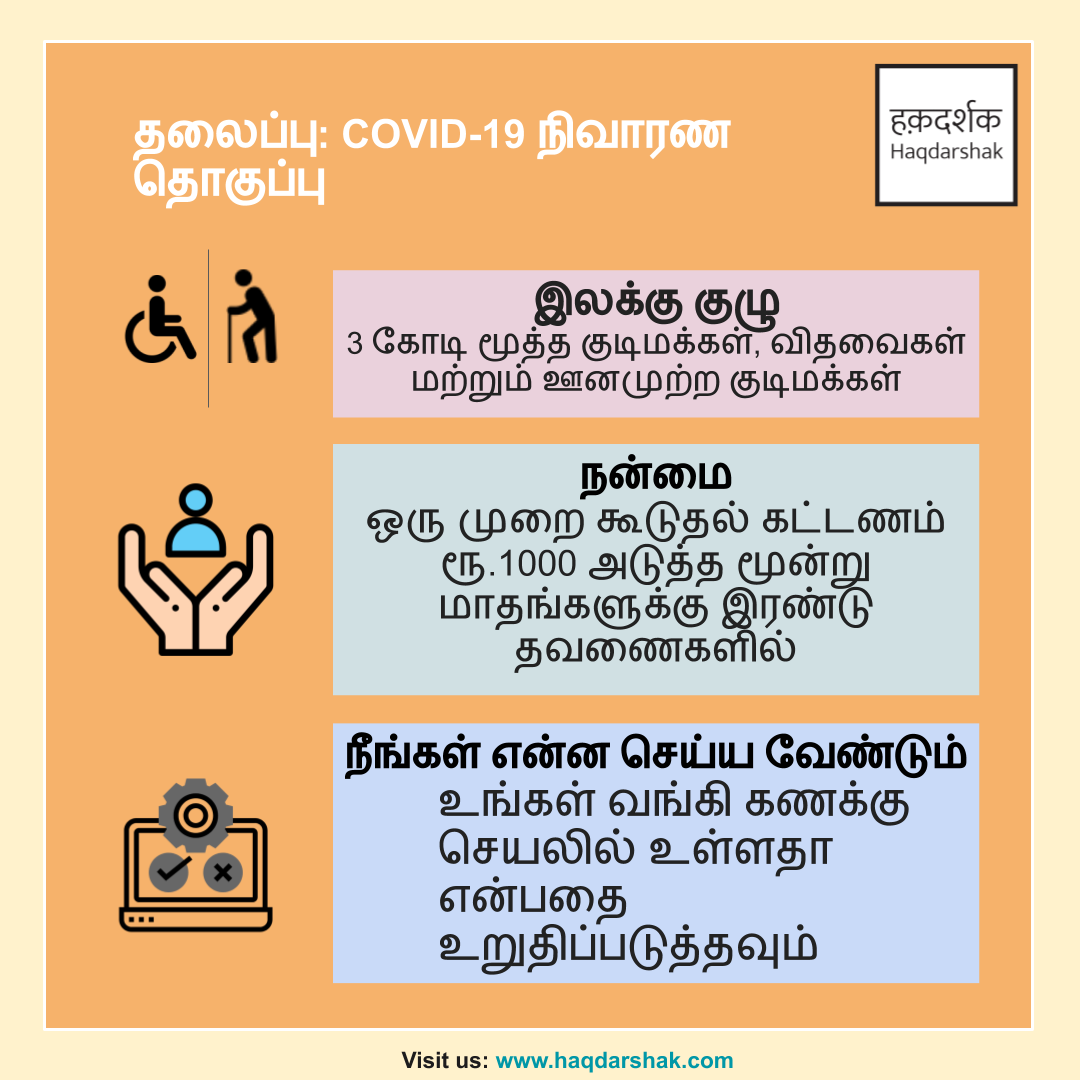 தலைப்பு: COVID-19 நிவாரண
தொகுப்பு
हक़दर्शक
Haqdarshak
இலக்கு குழு
3 கோடி மூத்த குடிமக்கள், விதவைகள்
மற்றும் ஊனமுற்ற குடிமக்கள்
நன்மை
ஒரு முறை கூடுதல் கட்டணம்
ரூ.1000 அடுத்த மூன்று
மாதங்களுக்கு இரண்டு
தவணைகளில்
நீங்கள் என்ன செய்ய வேண்டும்
உங்கள் வங்கி கணக்கு
செயலில் உள்ளதா
என்பதை
உறுதிப்படுத்தவும்
Visit us: www.haqdarshak.com